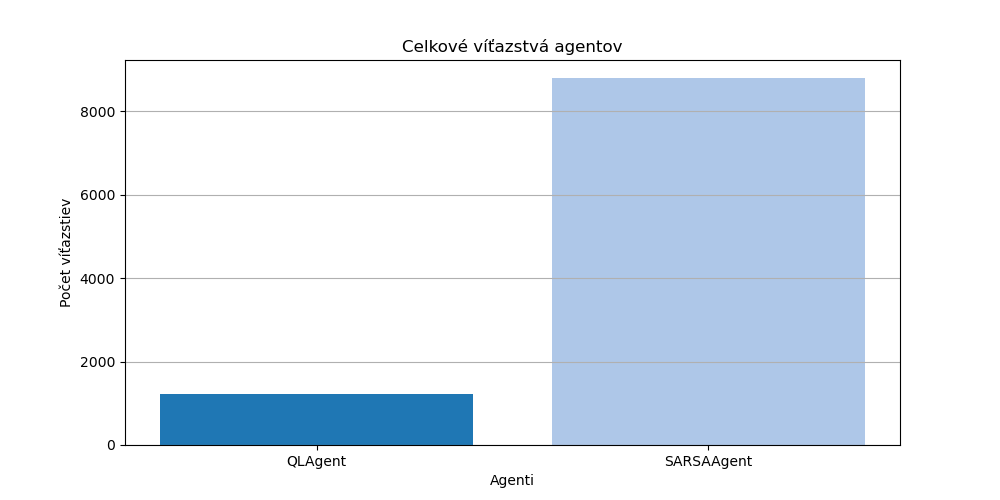 Celkové víťazstvá agentov
8000
6000
4000
2000
0
Počet víťazstiev
QLAgent
SARSAAgent
Agenti